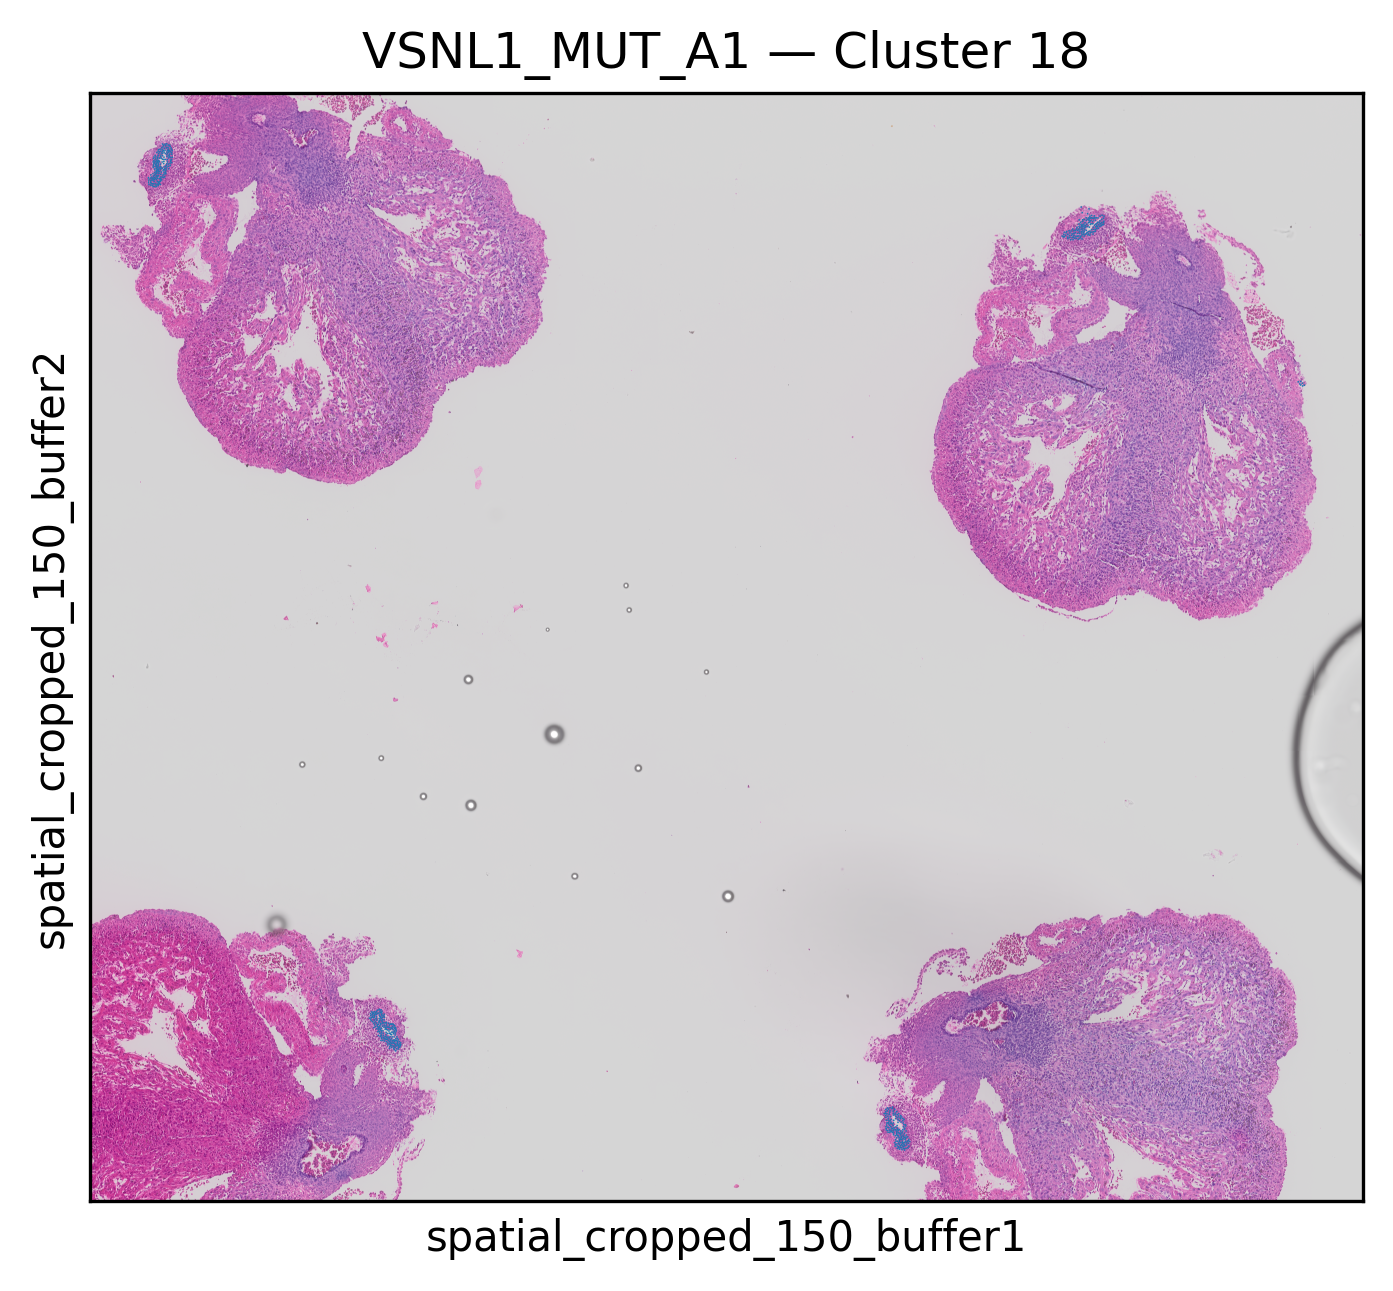 VSNL1_MUT_A1 — Cluster 18
spatial_cropped_150_buffer2
spatial_cropped_150_buffer1